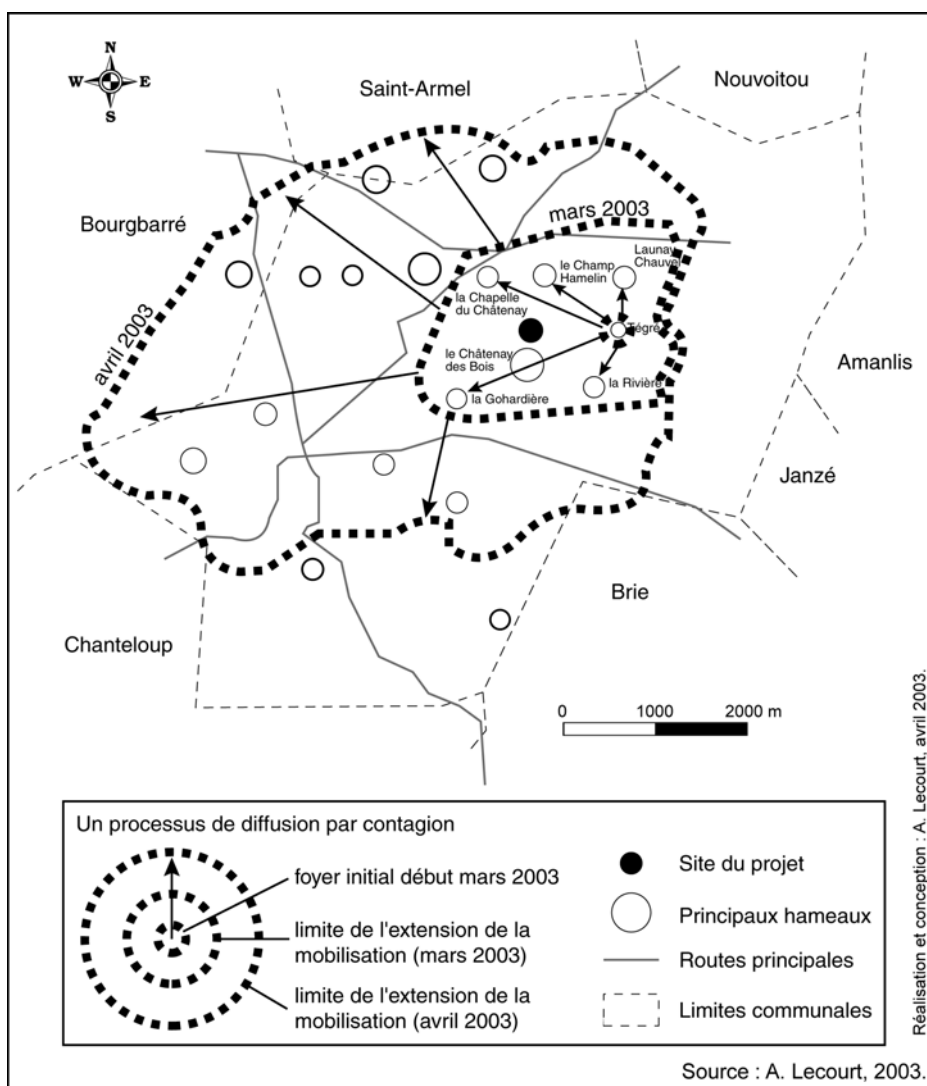 N
W
E
S
Saint-Armel
Nouvoitou
Bourgbarré
mars 2003
Launay
Chauvel
le Champ
Hamelin
la Chapelle
du Châtenay
Tégré
avril 2003
le Châtenay
des Bois
la Rivière
la Gohardière
Amanlis
Janzé
Brie
Chanteloup
0 1000 2000 m
Un processus de diffusion par contagion
foyer initial début mars 2003
limite de l'extension de la
mobilisation (mars 2003)
limite de l'extension de la
mobilisation (avril 2003)
Site du projet
Principaux hameaux
Routes principales
Limites communales
Réalisation et conception : A. Lecourt, avril 2003.
Source : A. Lecourt, 2003.